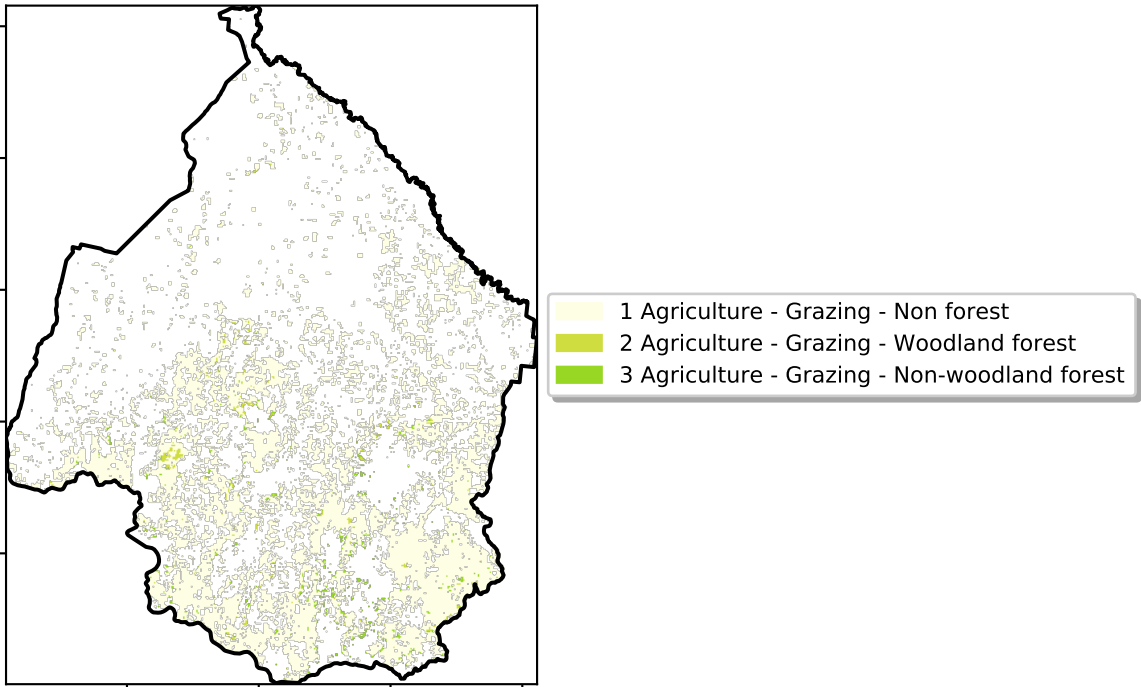 1 Agriculture - Grazing - Non forest
2 Agriculture - Grazing - Woodland forest
3 Agriculture - Grazing - Non-woodland forest